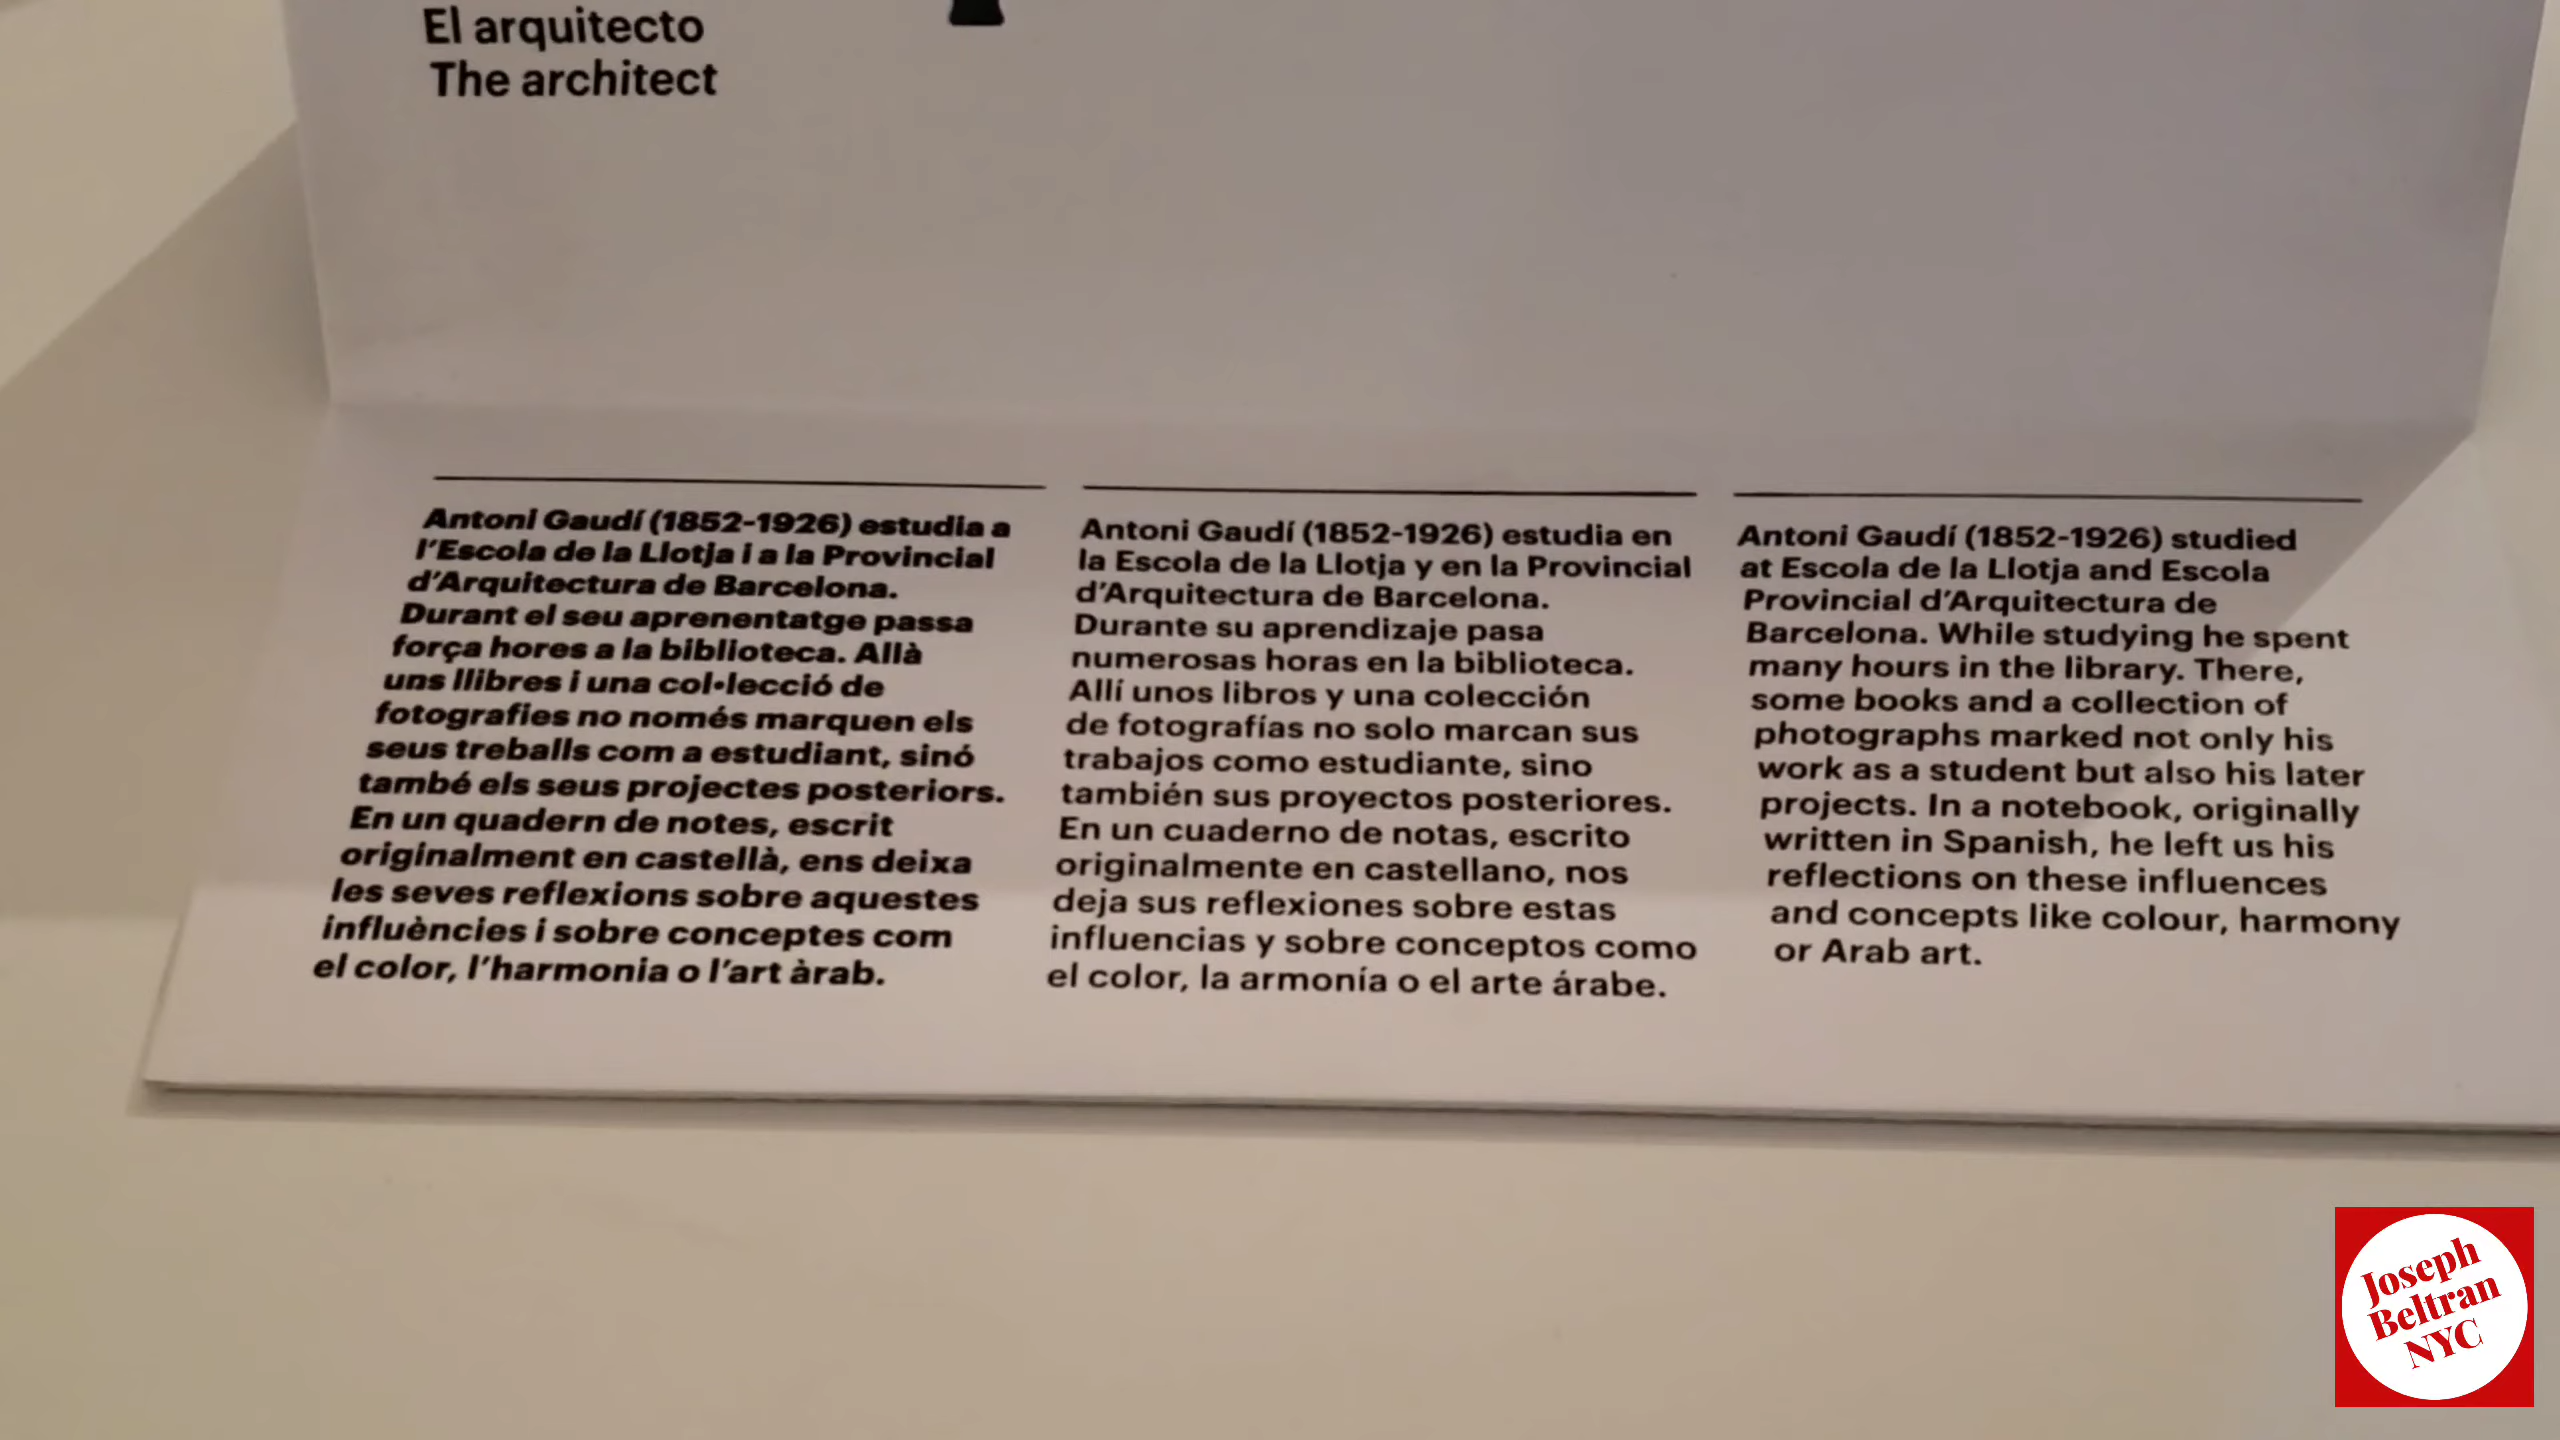 El arquitecto
The architect
Antoni Gaudí (1852-1926) estudia a
l’Escola de la Llotja i a la Provincial
d’Arquitectura de Barcelona.
Durant el seu aprenentatge passa
força hores a la biblioteca. Allà
uns llibres i una col•lecció de
fotografies no només marquen els
seus treballs com a estudiant, sinó
també els seus projectes posteriors.
En un quadern de notes, escrit
originalment en castellà, ens deixa
les seves reflexions sobre aquestes
influències i sobre conceptes com
el color, l’harmonia o l’art àrab.
Antoni Gaudí (1852-1926) estudia en
la Escola de la Llotja y en la Provincial
d’Arquitectura de Barcelona.
Durante su aprendizaje pasa
numerosas horas en la biblioteca.
Allí unos libros y una colección
de fotografías no solo marcan sus
trabajos como estudiante, sino
también sus proyectos posteriores.
En un cuaderno de notas, escrito
originalmente en castellano, nos
deja sus reflexiones sobre estas
influencias y sobre conceptos como
el color, la armonía o el arte árabe.
Antoni Gaudí (1852-1926) studied
at Escola de la Llotja and Escola
Provincial d’Arquitectura de
Barcelona. While studying he spent
many hours in the library. There,
some books and a collection of
photographs marked not only his
work as a student but also his later
projects. In a notebook, originally
written in Spanish, he left us his
reflections on these influences
and concepts like colour, harmony
or Arab art.
Joseph
Beltran
NYC